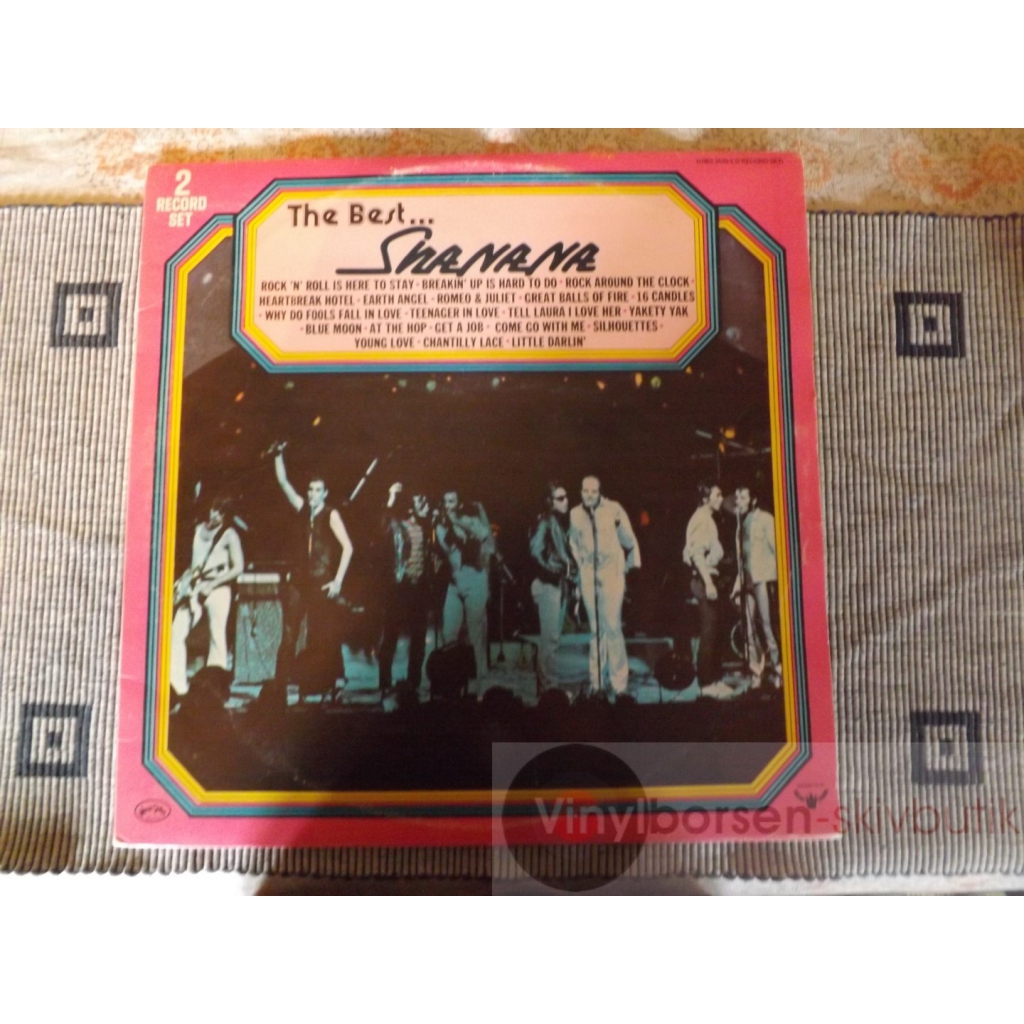 2
RECORD
SET
The Best...
SHANANA
ROCK 'N' ROLL IS HERE TO STAY · BREAKIN' UP IS HARD TO DO · ROCK AROUND THE CLOCK ·
HEARTBREAK HOTEL · EARTH ANGEL · ROMEO & JULIET · GREAT BALLS OF FIRE · 16 CANDLES
· WHY DO FOOLS FALL IN LOVE · TEENAGER IN LOVE · TELL LAURA I LOVE HER · YAKETY YAK
· BLUE MOON · AT THE HOP · GET A JOB · COME GO WITH ME · SILHOUETTES ·
YOUNG LOVE · CHANTILLY LACE · LITTLE DARLIN'
Vinylborsen-skivbutik